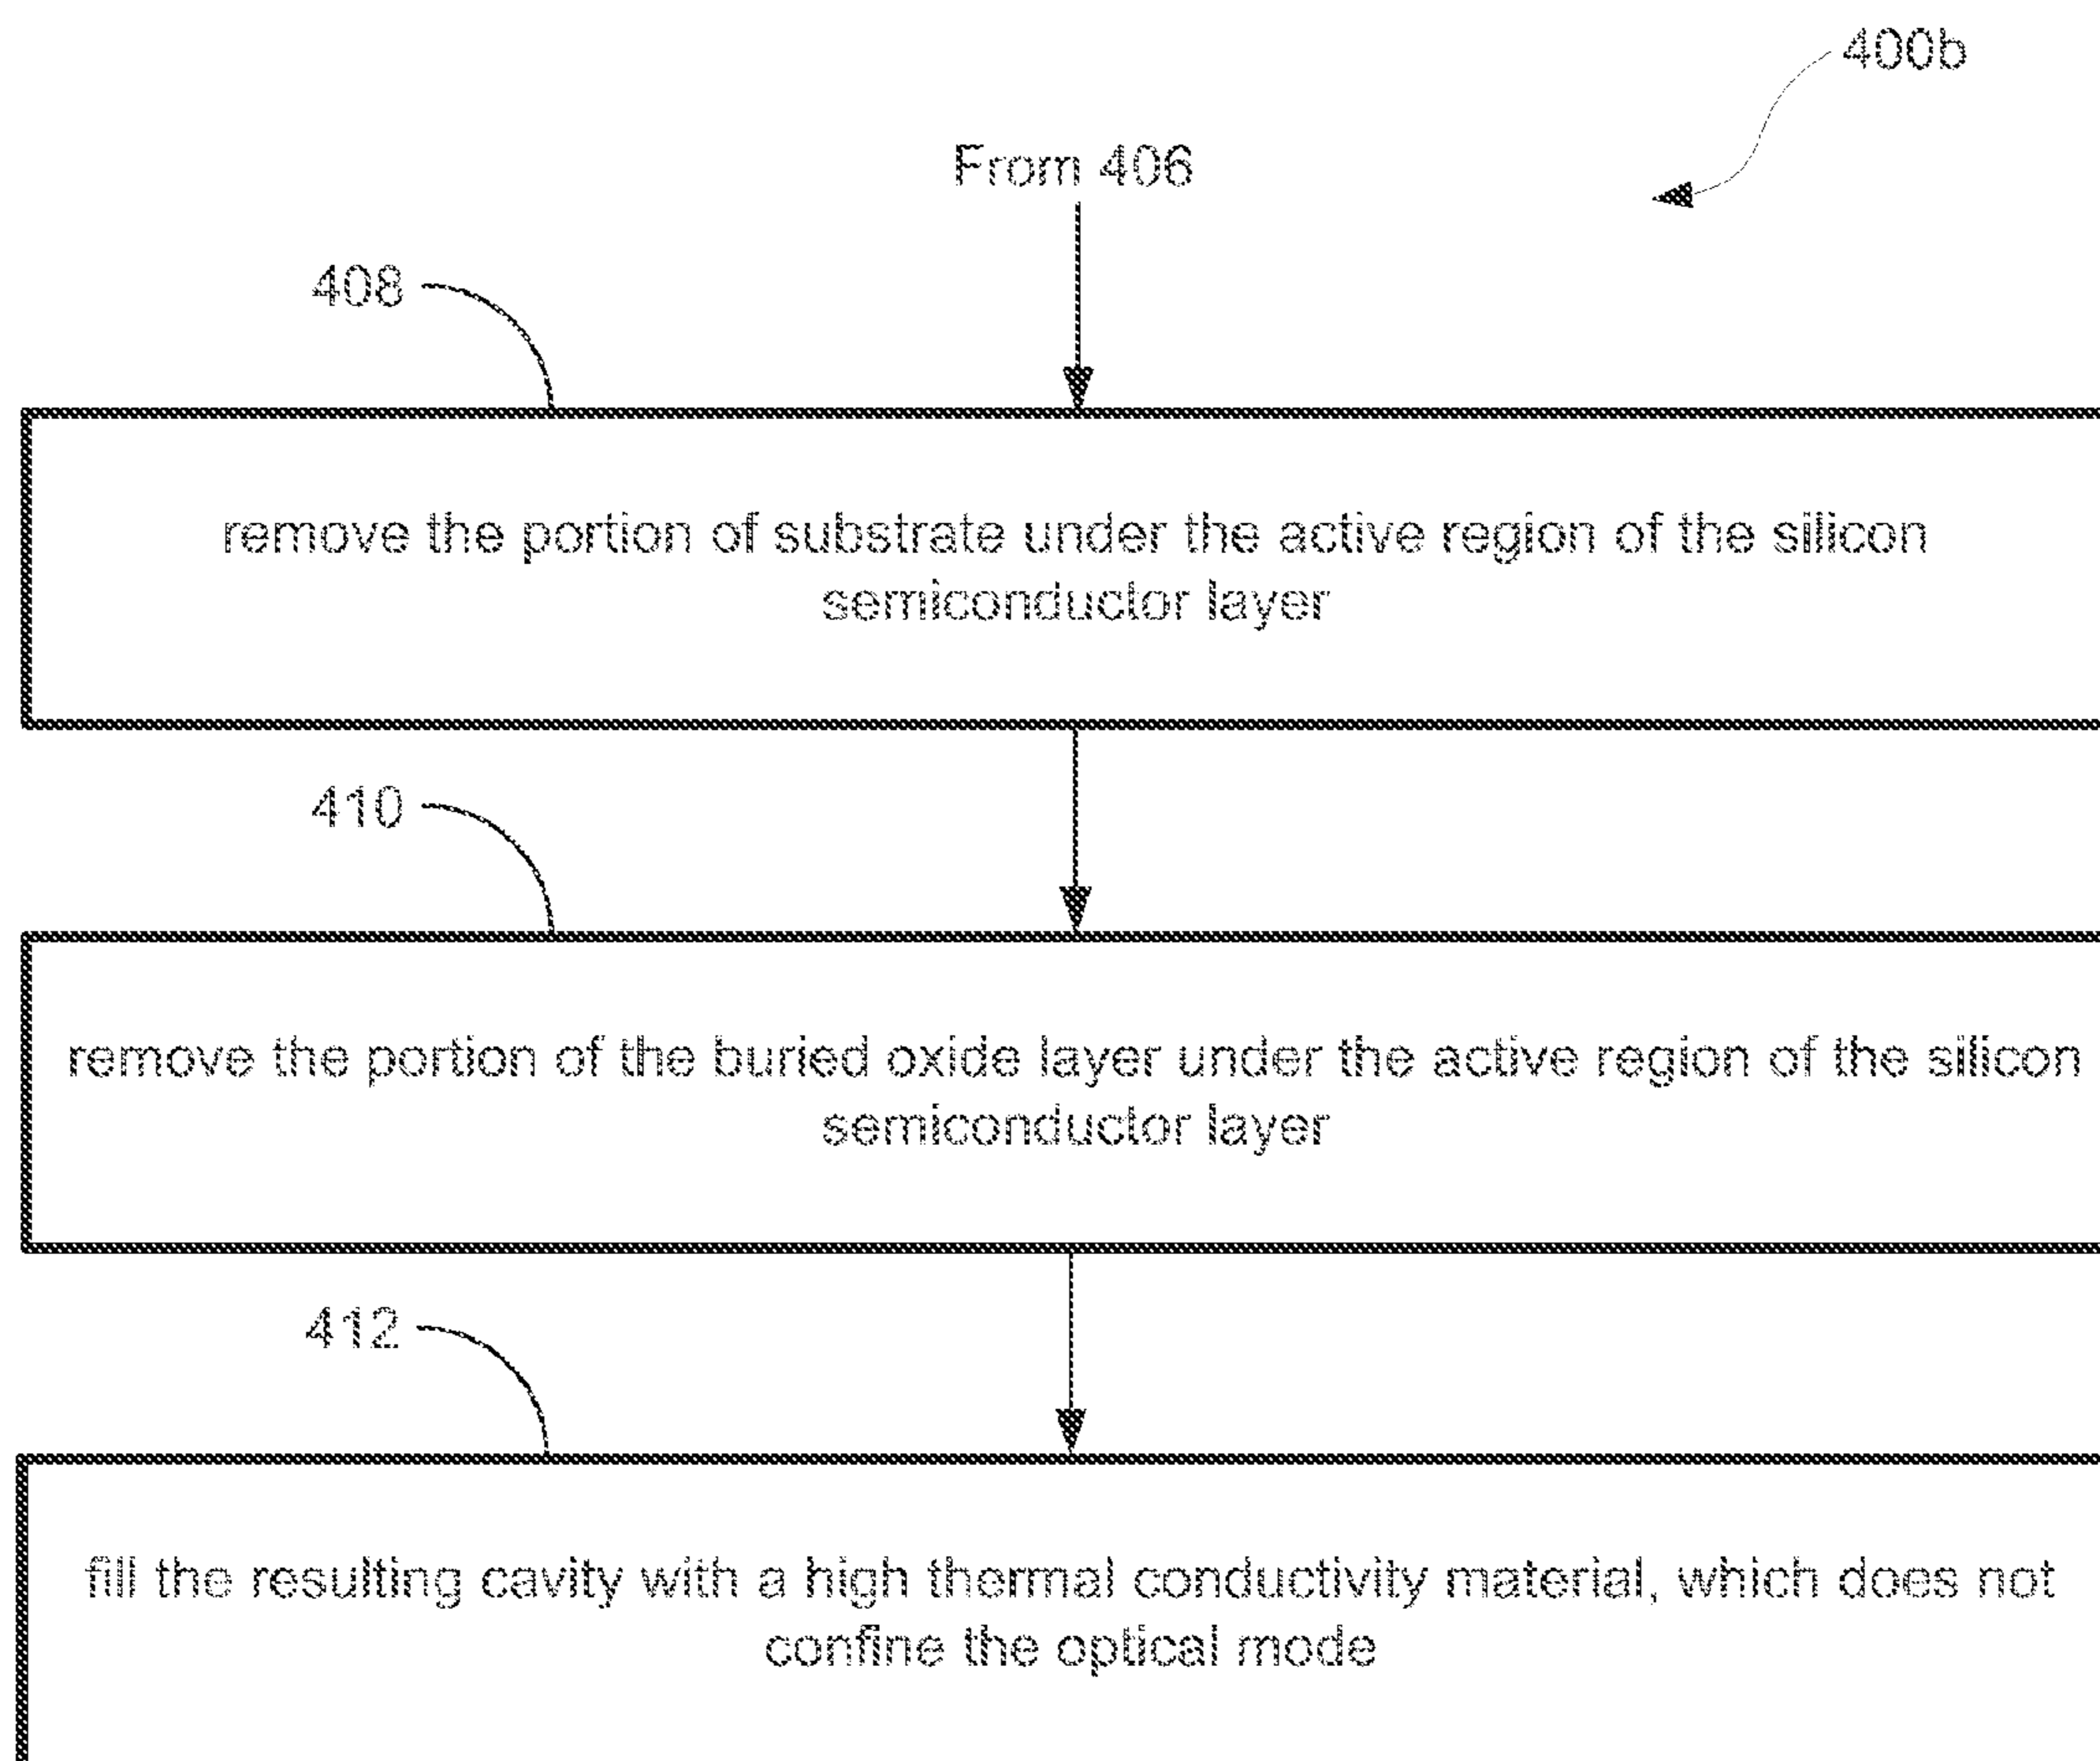 400b
From 406
408
remove the portion of substrate under the active region of the silicon
semiconductor layer
410
remove the portion of the buried oxide layer under the active region of the silicon
semiconductor layer
412
fill the resulting cavity with a high thermal conductivity material, which does not
confine the optical mode